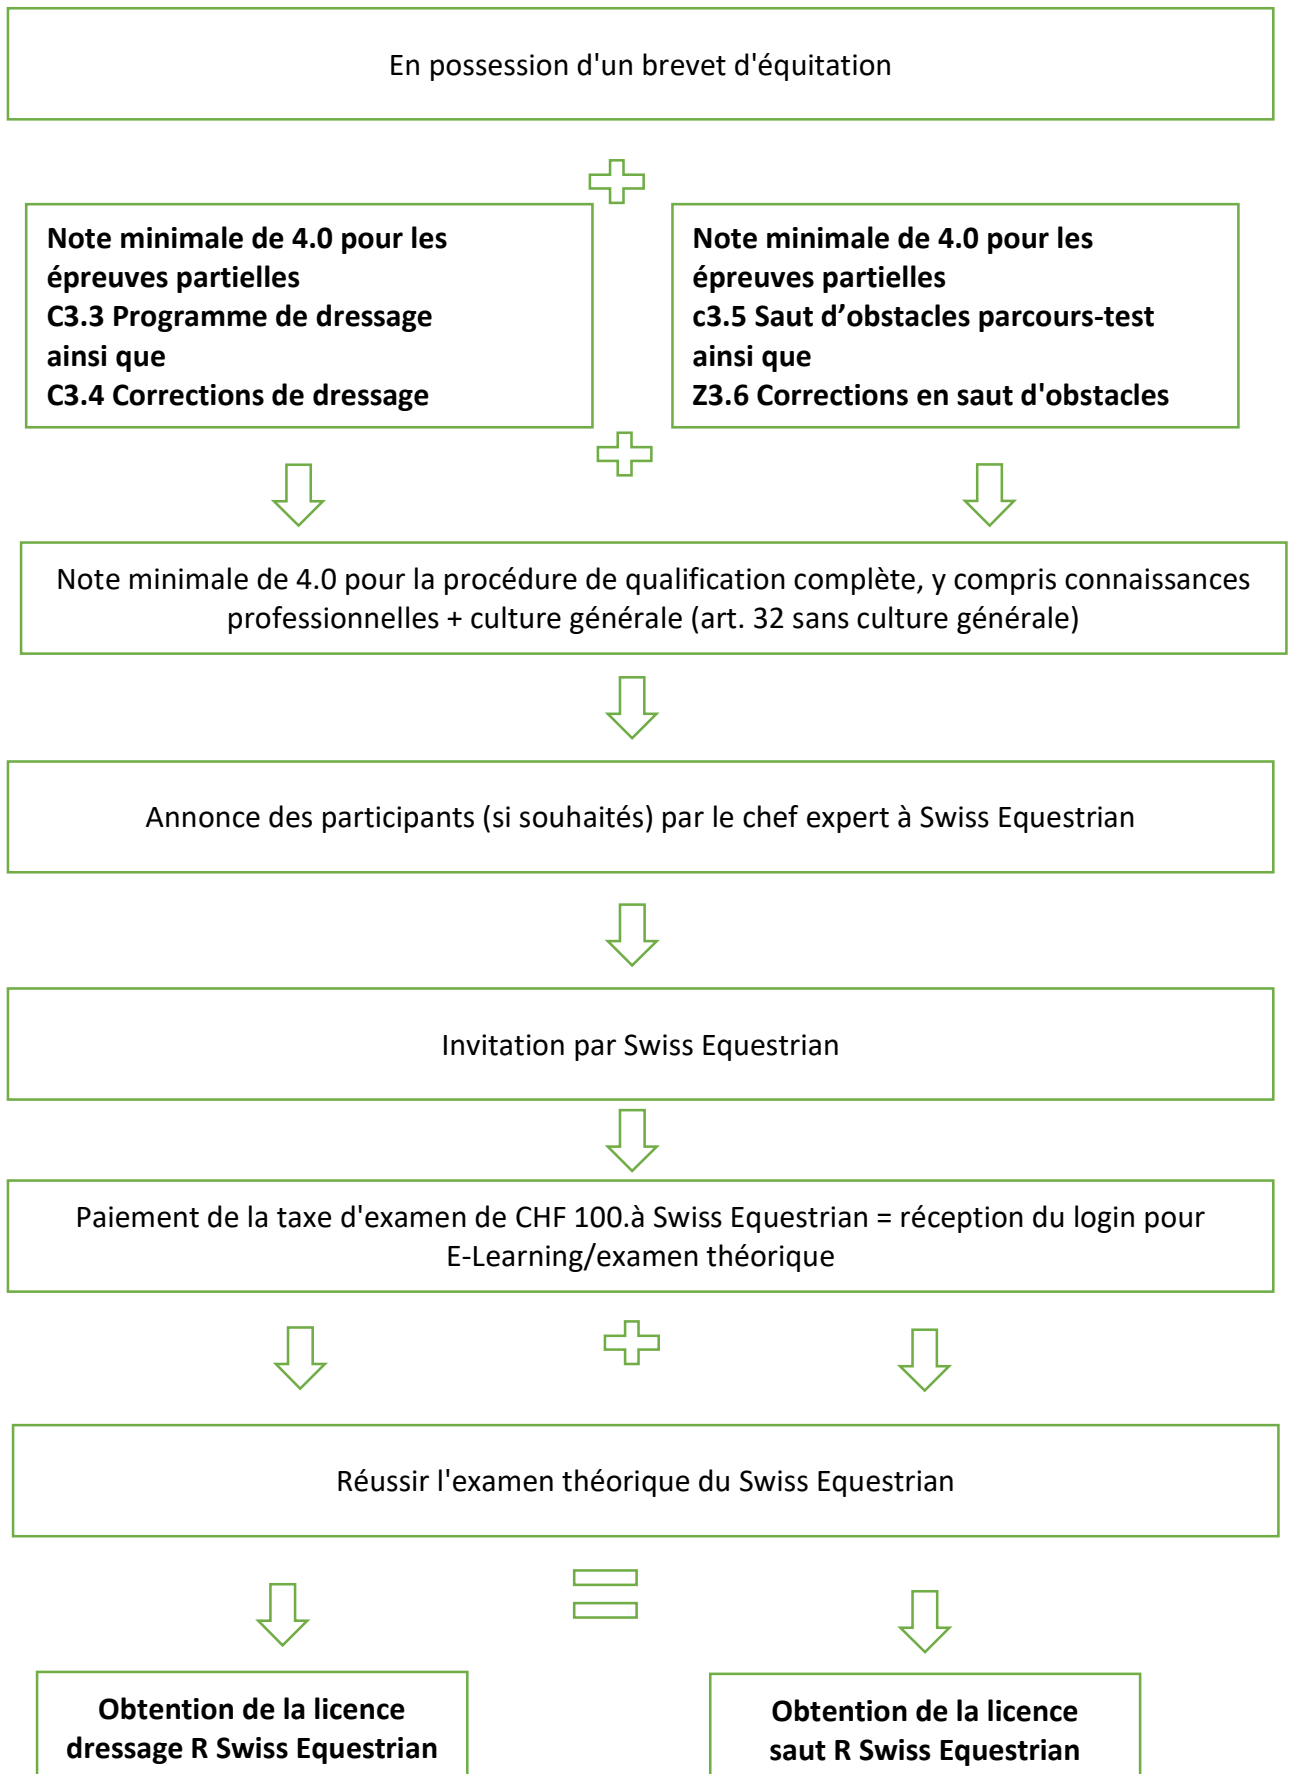 En possession d'un brevet d'équitation
Note minimale de 4.0 pour les
épreuves partielles
C3.3 Programme de dressage
ainsi que
C3.4 Corrections de dressage
Note minimale de 4.0 pour les
épreuves partielles
c3.5 Saut d’obstacles parcours-test
ainsi que
Z3.6 Corrections en saut d'obstacles
Note minimale de 4.0 pour la procédure de qualification complète, y compris connaissances
professionnelles + culture générale (art. 32 sans culture générale)
Annonce des participants (si souhaités) par le chef expert à Swiss Equestrian
Invitation par Swiss Equestrian
Paiement de la taxe d'examen de CHF 100.à Swiss Equestrian = réception du login pour
E-Learning/examen théorique
Réussir l'examen théorique du Swiss Equestrian
Obtention de la licence
dressage R Swiss Equestrian
Obtention de la licence
saut R Swiss Equestrian